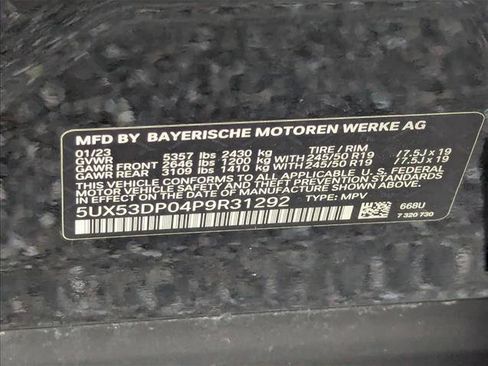 MFD BY BAYERISCHE MOTOREN WERKE AG
01/23 TIRE / RIM
GVWR 5357 lbs 2430 kg
GAWR FRONT 2646 lbs 1200 kg WITH 245/50 R19 /7.5J x 19
GAWR REAR 3109 lbs 1410 kg WITH 245/50 R19 /7.5J x 19
THIS VEHICLE CONFORMS TO ALL APPLICABLE U.S. FEDERAL
MOTOR VEHICLE SAFETY AND THEFT PREVENTION STANDARDS
IN EFFECT ON THE DATE OF MANUFACTURE SHOWN ABOVE.
5UX53DP04P9R31292 TYPE: MPV
668U
7 320 730